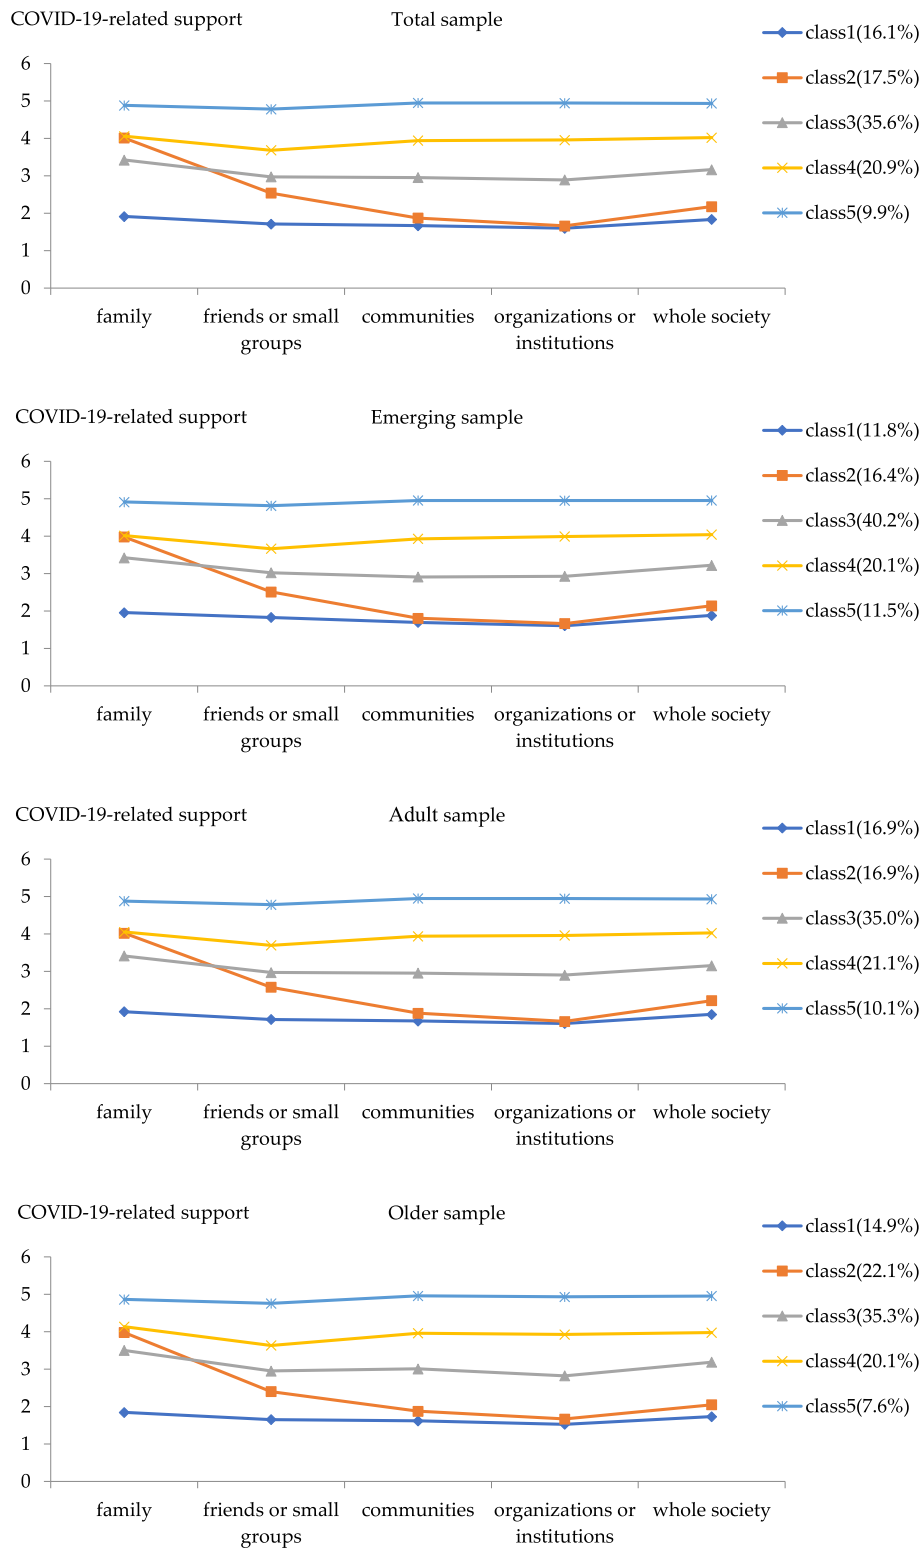 COVID-19-related support
Total sample
class1(16.1%)
class2(17.5%)
class3(35.6%)
class4(20.9%)
class5(9.9%)
6
5
4
3
2
1
0
family
friends or small
groups
communities
organizations or
institutions
whole society
COVID-19-related support
Emerging sample
class1(11.8%)
class2(16.4%)
class3(40.2%)
class4(20.1%)
class5(11.5%)
6
5
4
3
2
1
0
family
friends or small
groups
communities
organizations or
institutions
whole society
COVID-19-related support
Adult sample
class1(16.9%)
class2(16.9%)
class3(35.0%)
class4(21.1%)
class5(10.1%)
6
5
4
3
2
1
0
family
friends or small
groups
communities
organizations or
institutions
whole society
COVID-19-related support
Older sample
class1(14.9%)
class2(22.1%)
class3(35.3%)
class4(20.1%)
class5(7.6%)
6
5
4
3
2
1
0
family
friends or small
groups
communities
organizations or
institutions
whole society